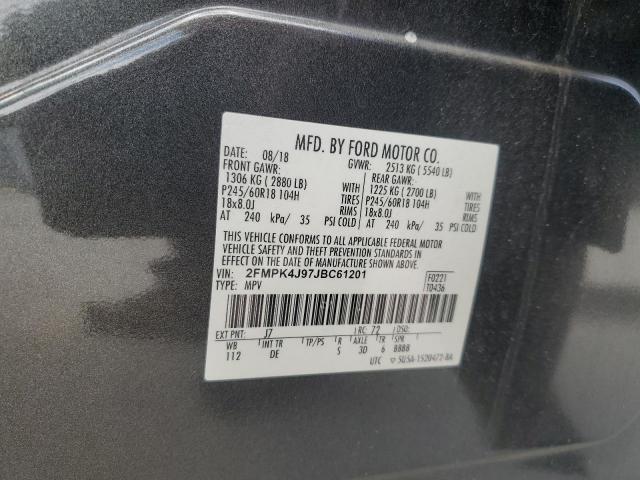 MFD. BY FORD MOTOR CO.
DATE: 08/18 GVWR: 2513 KG ( 5540 LB)
FRONT GAWR: REAR GAWR:
1306 KG ( 2880 LB) WITH 1225 KG ( 2700 LB) WITH
P245/60R18 104H TIRES P245/60R18 104H TIRES
18x8.0J RIMS 18x8.0J RIMS
AT 240 kPa/ 35 PSI COLD AT 240 kPa/ 35 PSI COLD
THIS VEHICLE CONFORMS TO ALL APPLICABLE FEDERAL MOTOR
VEHICLE SAFETY AND THEFT PREVENTION STANDARDS IN EFFECT
ON THE DATE OF MANUFACTURE SHOWN ABOVE.
VIN: 2FMPK4J97JBC61201 F0221
TYPE: MPV T0436
EXT PNT: J7 RC: 72 DSO:
WB INT TR TP/PS R AXLE TR SPR
112 DE S 3D 6 8888
UTC 5U5A-1520472-BA